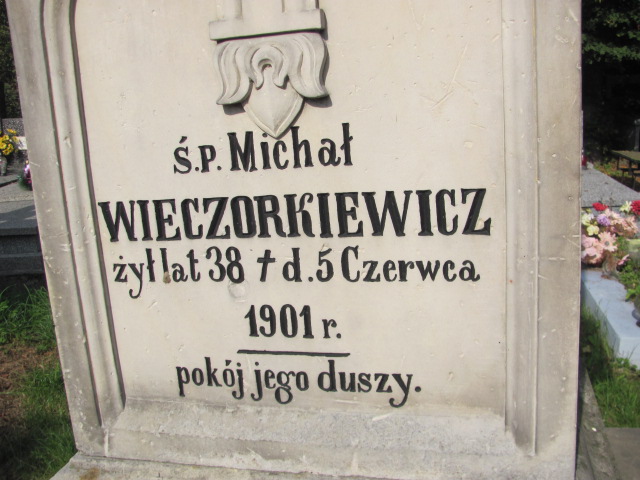 ś.p. Michał
WIECZORKIEWICZ
żył lat 38 † d. 5 Czerwca
1901 r.
pokój jego duszy.